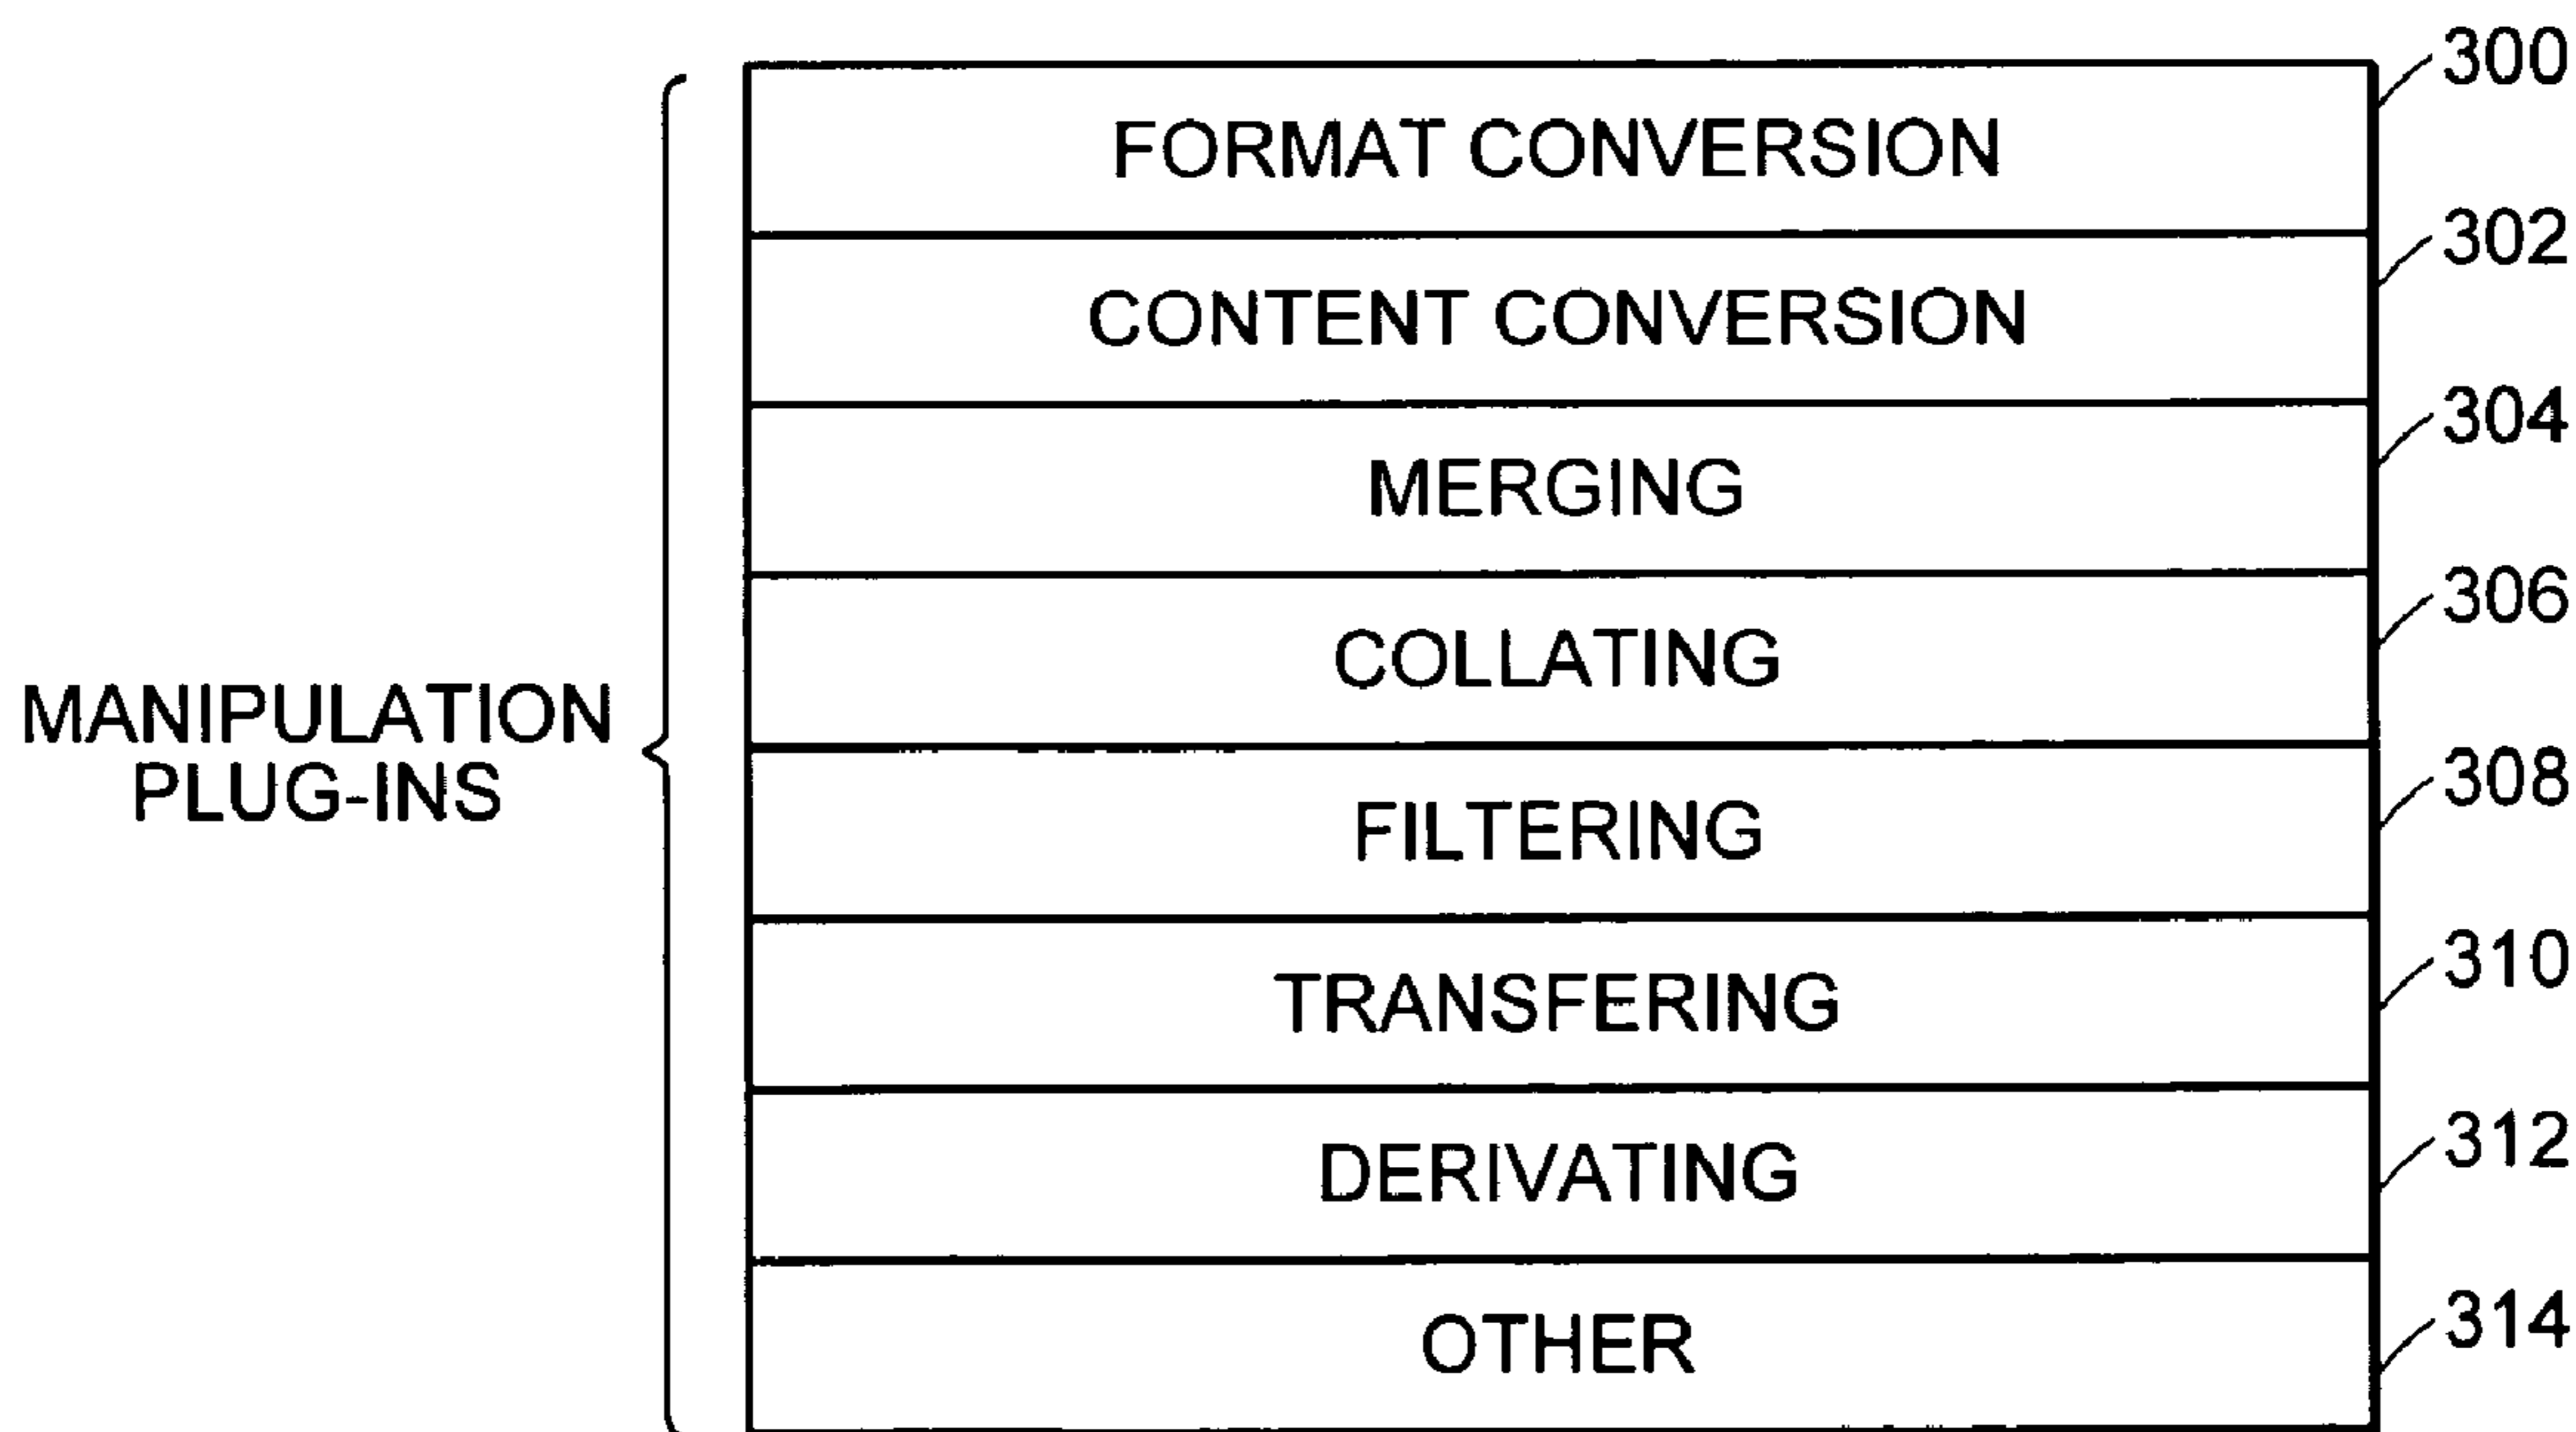 300
FORMAT CONVERSION
302
CONTENT CONVERSION
304
MERGING
306
COLLATING
MANIPULATION
PLUG-INS
308
FILTERING
310
TRANSFERING
312
DERIVATING
314
OTHER